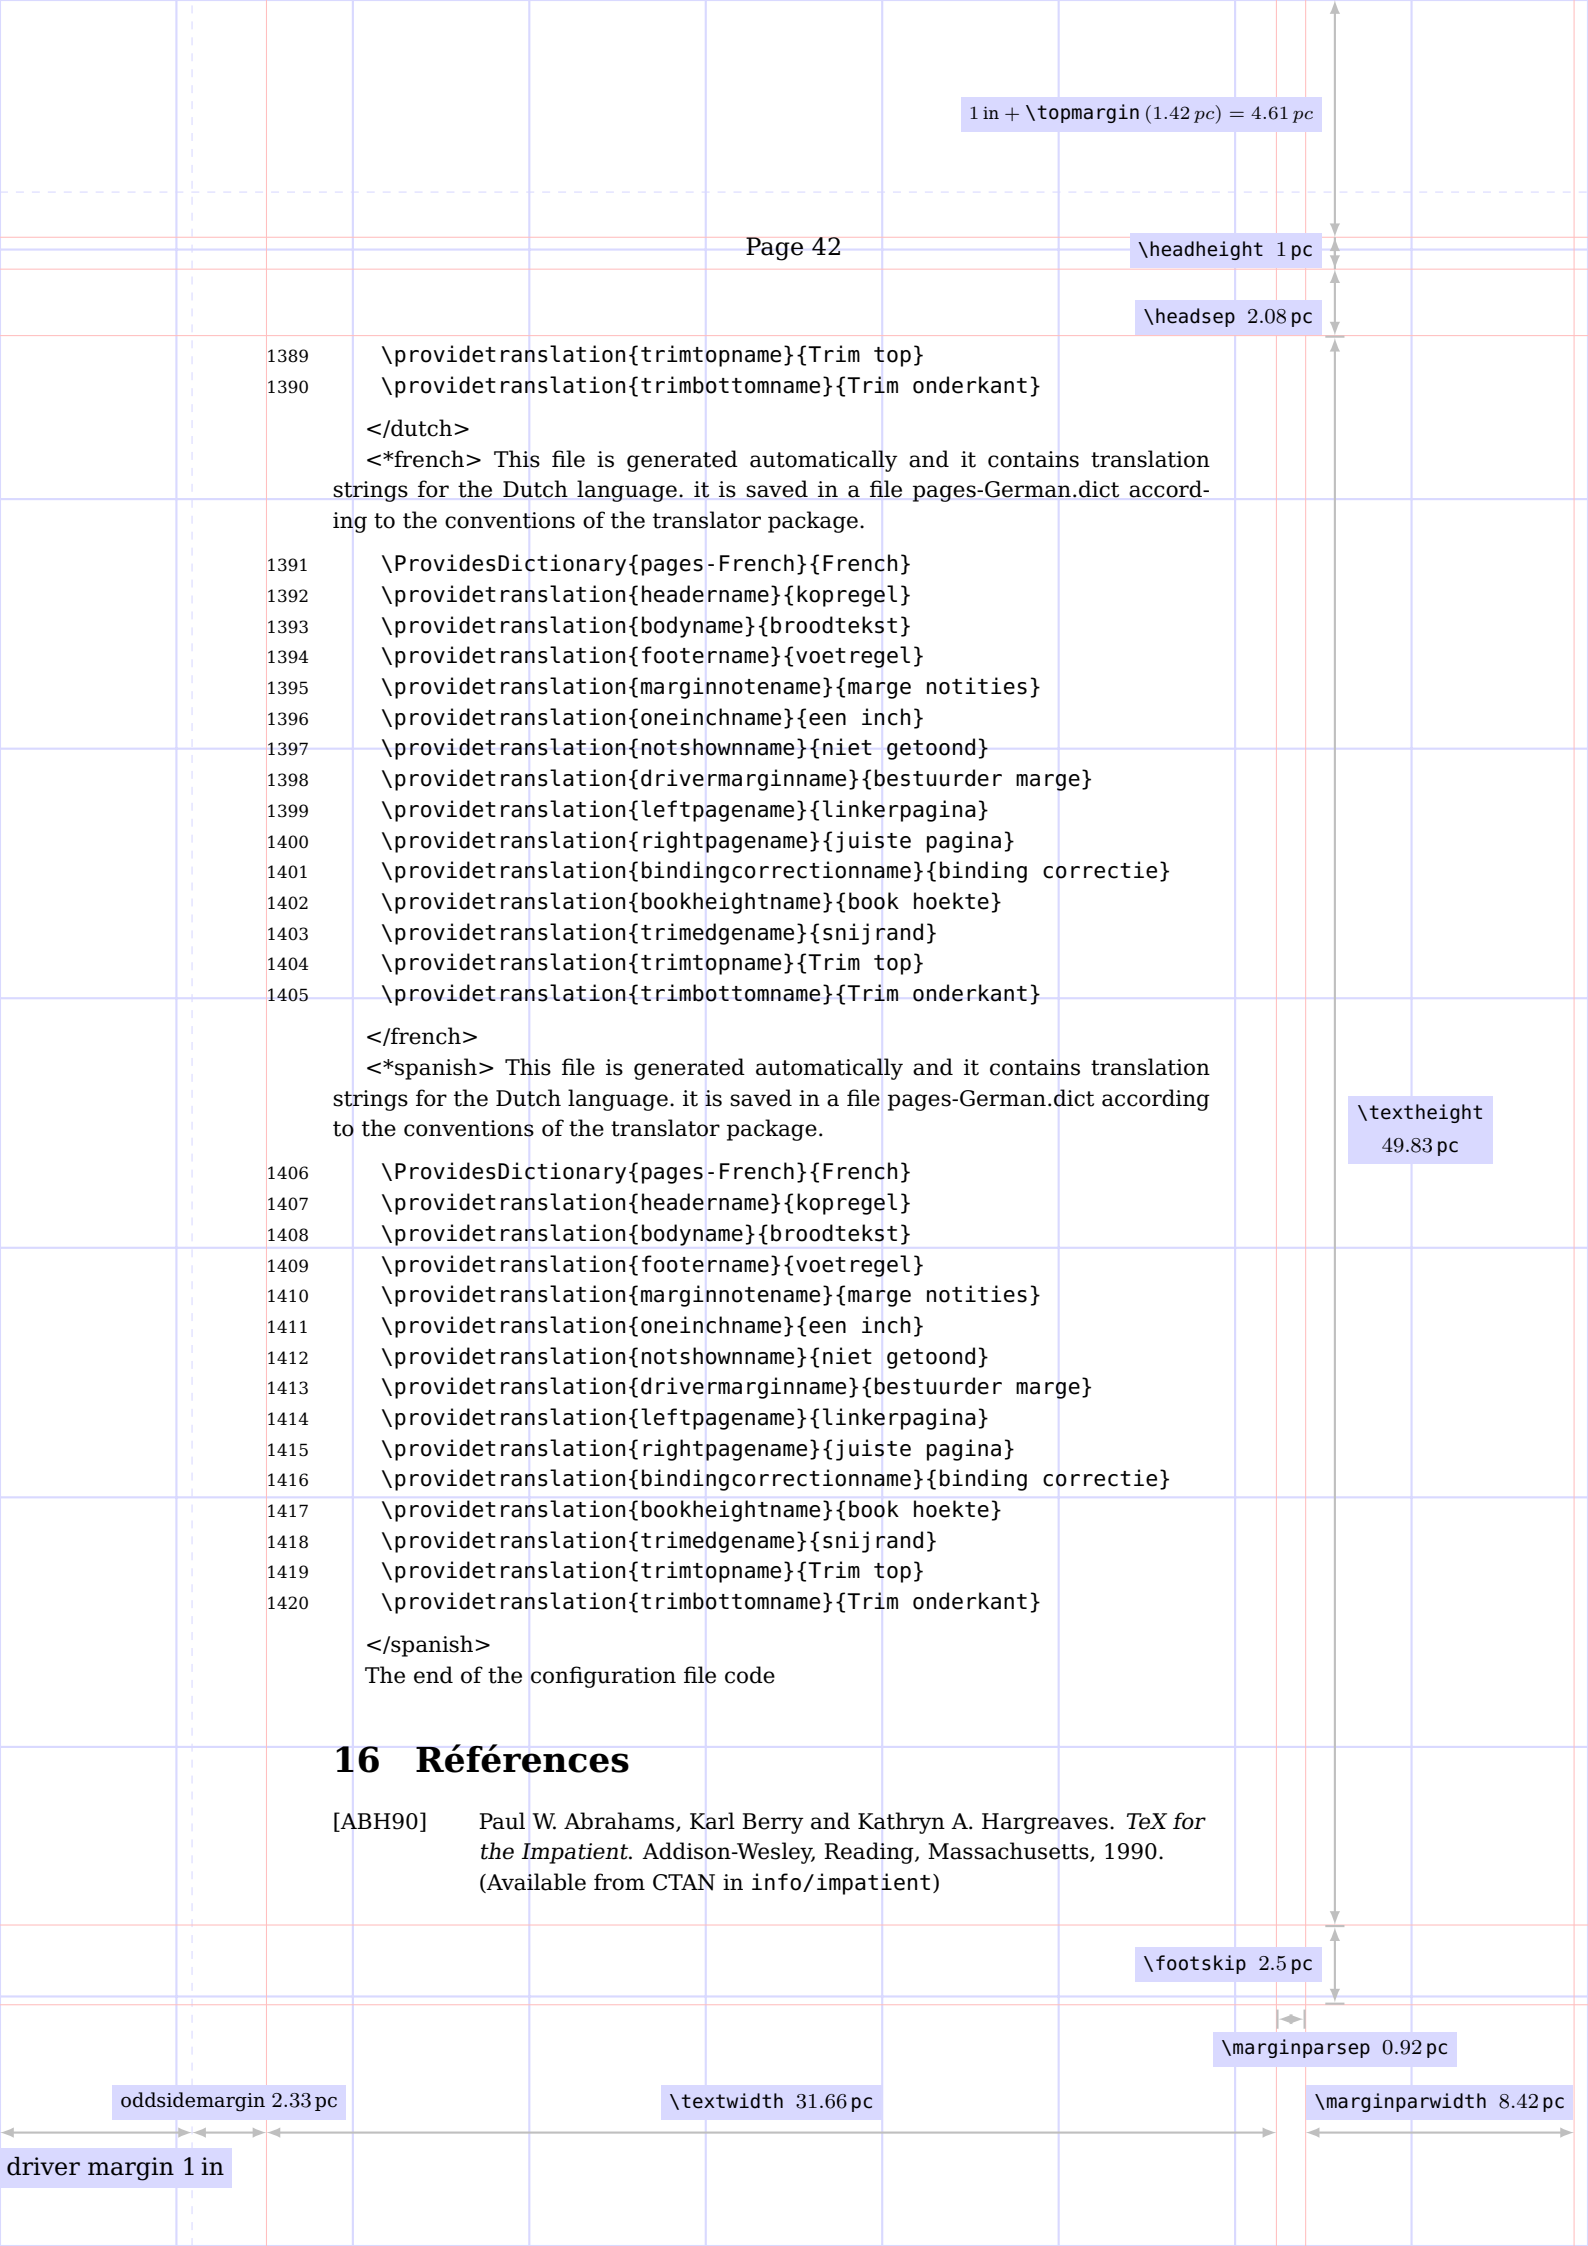 1 in + \topmargin (1.42 pc) = 4.61 pc
Page 42
\headheight 1 pc
\headsep 2.08 pc
1389 \providetranslation{trimtopname}{Trim top}
1390 \providetranslation{trimbottomname}{Trim onderkant}
</dutch>
<*french> This file is generated automatically and it contains translation
strings for the Dutch language. it is saved in a file pages-German.dict accord-
ing to the conventions of the translator package.
1391 \ProvidesDictionary{pages-French}{French}
1392 \providetranslation{headername}{kopregel}
1393 \providetranslation{bodyname}{broodtekst}
1394 \providetranslation{footername}{voetregel}
1395 \providetranslation{marginnotename}{marge notities}
1396 \providetranslation{oneinchname}{een inch}
1397 \providetranslation{notshownname}{niet getoond}
1398 \providetranslation{drivermarginname}{bestuurder marge}
1399 \providetranslation{leftpagename}{linkerpagina}
1400 \providetranslation{rightpagename}{juiste pagina}
1401 \providetranslation{bindingcorrectionname}{binding correctie}
1402 \providetranslation{bookheightname}{book hoekte}
1403 \providetranslation{trimedgename}{snijrand}
1404 \providetranslation{trimtopname}{Trim top}
1405 \providetranslation{trimbottomname}{Trim onderkant}
</french>
<*spanish> This file is generated automatically and it contains translation
strings for the Dutch language. it is saved in a file pages-German.dict according
to the conventions of the translator package.
\textheight
49.83 pc
1406 \ProvidesDictionary{pages-French}{French}
1407 \providetranslation{headername}{kopregel}
1408 \providetranslation{bodyname}{broodtekst}
1409 \providetranslation{footername}{voetregel}
1410 \providetranslation{marginnotename}{marge notities}
1411 \providetranslation{oneinchname}{een inch}
1412 \providetranslation{notshownname}{niet getoond}
1413 \providetranslation{drivermarginname}{bestuurder marge}
1414 \providetranslation{leftpagename}{linkerpagina}
1415 \providetranslation{rightpagename}{juiste pagina}
1416 \providetranslation{bindingcorrectionname}{binding correctie}
1417 \providetranslation{bookheightname}{book hoekte}
1418 \providetranslation{trimedgename}{snijrand}
1419 \providetranslation{trimtopname}{Trim top}
1420 \providetranslation{trimbottomname}{Trim onderkant}
</spanish>
The end of the configuration file code
16 Références
[ABH90] Paul W. Abrahams, Karl Berry and Kathryn A. Hargreaves. TeX for
the Impatient. Addison-Wesley, Reading, Massachusetts, 1990.
(Available from CTAN in info/impatient)
\footskip 2.5 pc
\marginparsep 0.92 pc
oddsidemargin 2.33 pc
\textwidth 31.66 pc
\marginparwidth 8.42 pc
driver margin 1 in